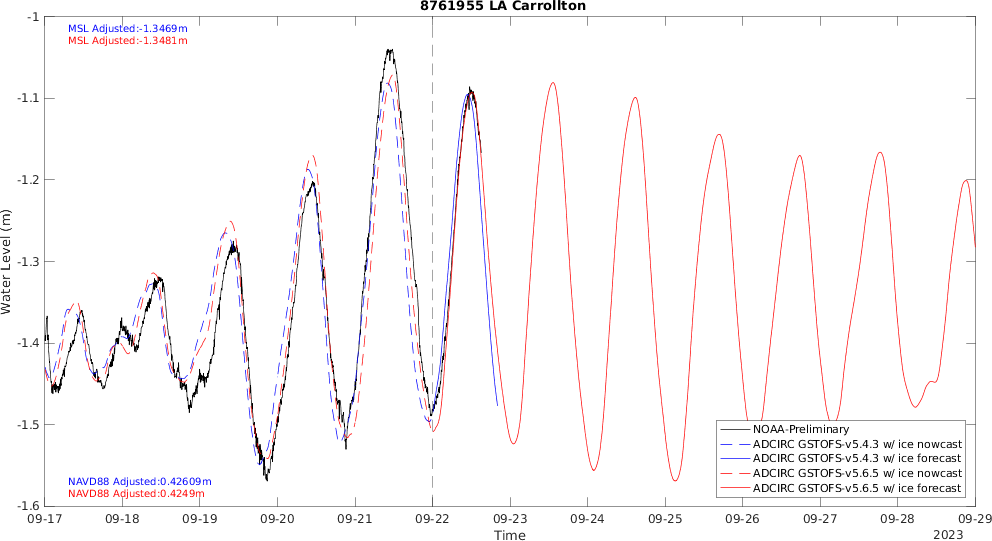 8761955 LA Carrollton
MSL Adjusted:-1.3469m
MSL Adjusted:-1.3481m
Water Level (m)
-1
-1.1
-1.2
-1.3
-1.4
-1.5
-1.6
NAVD88 Adjusted:0.42609m
NAVD88 Adjusted:0.4249m
NOAA-Preliminary
ADCIRC GSTOFS-v5.4.3 w/ ice nowcast
ADCIRC GSTOFS-v5.4.3 w/ ice forecast
ADCIRC GSTOFS-v5.6.5 w/ ice nowcast
ADCIRC GSTOFS-v5.6.5 w/ ice forecast
09-17 09-18 09-19 09-20 09-21 09-22 09-23 09-24 09-25 09-26 09-27 09-28 09-29
Time
2023